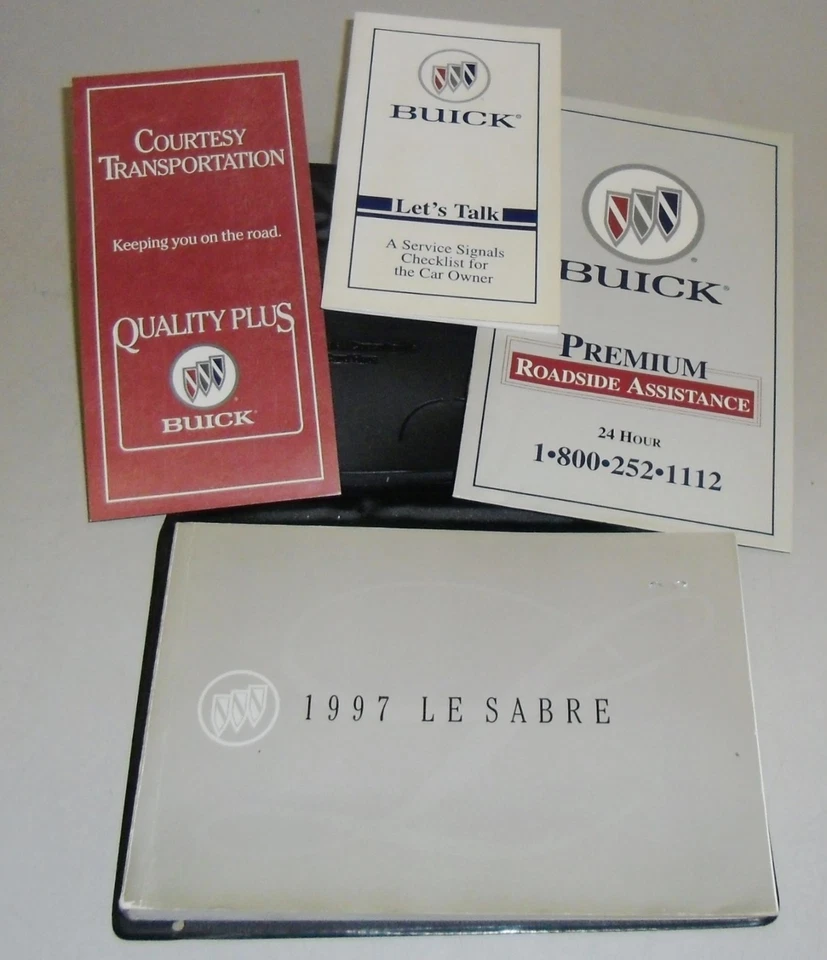 COURTESY
TRANSPORTATION
Keeping you on the road.
QUALITY PLUS
BUICK
BUICK
Let's Talk
A Service Signals
Checklist for
the Car Owner
BUICK
PREMIUM
ROADSIDE ASSISTANCE
24 HOUR
1•800•252•1112
1997 LE SABRE